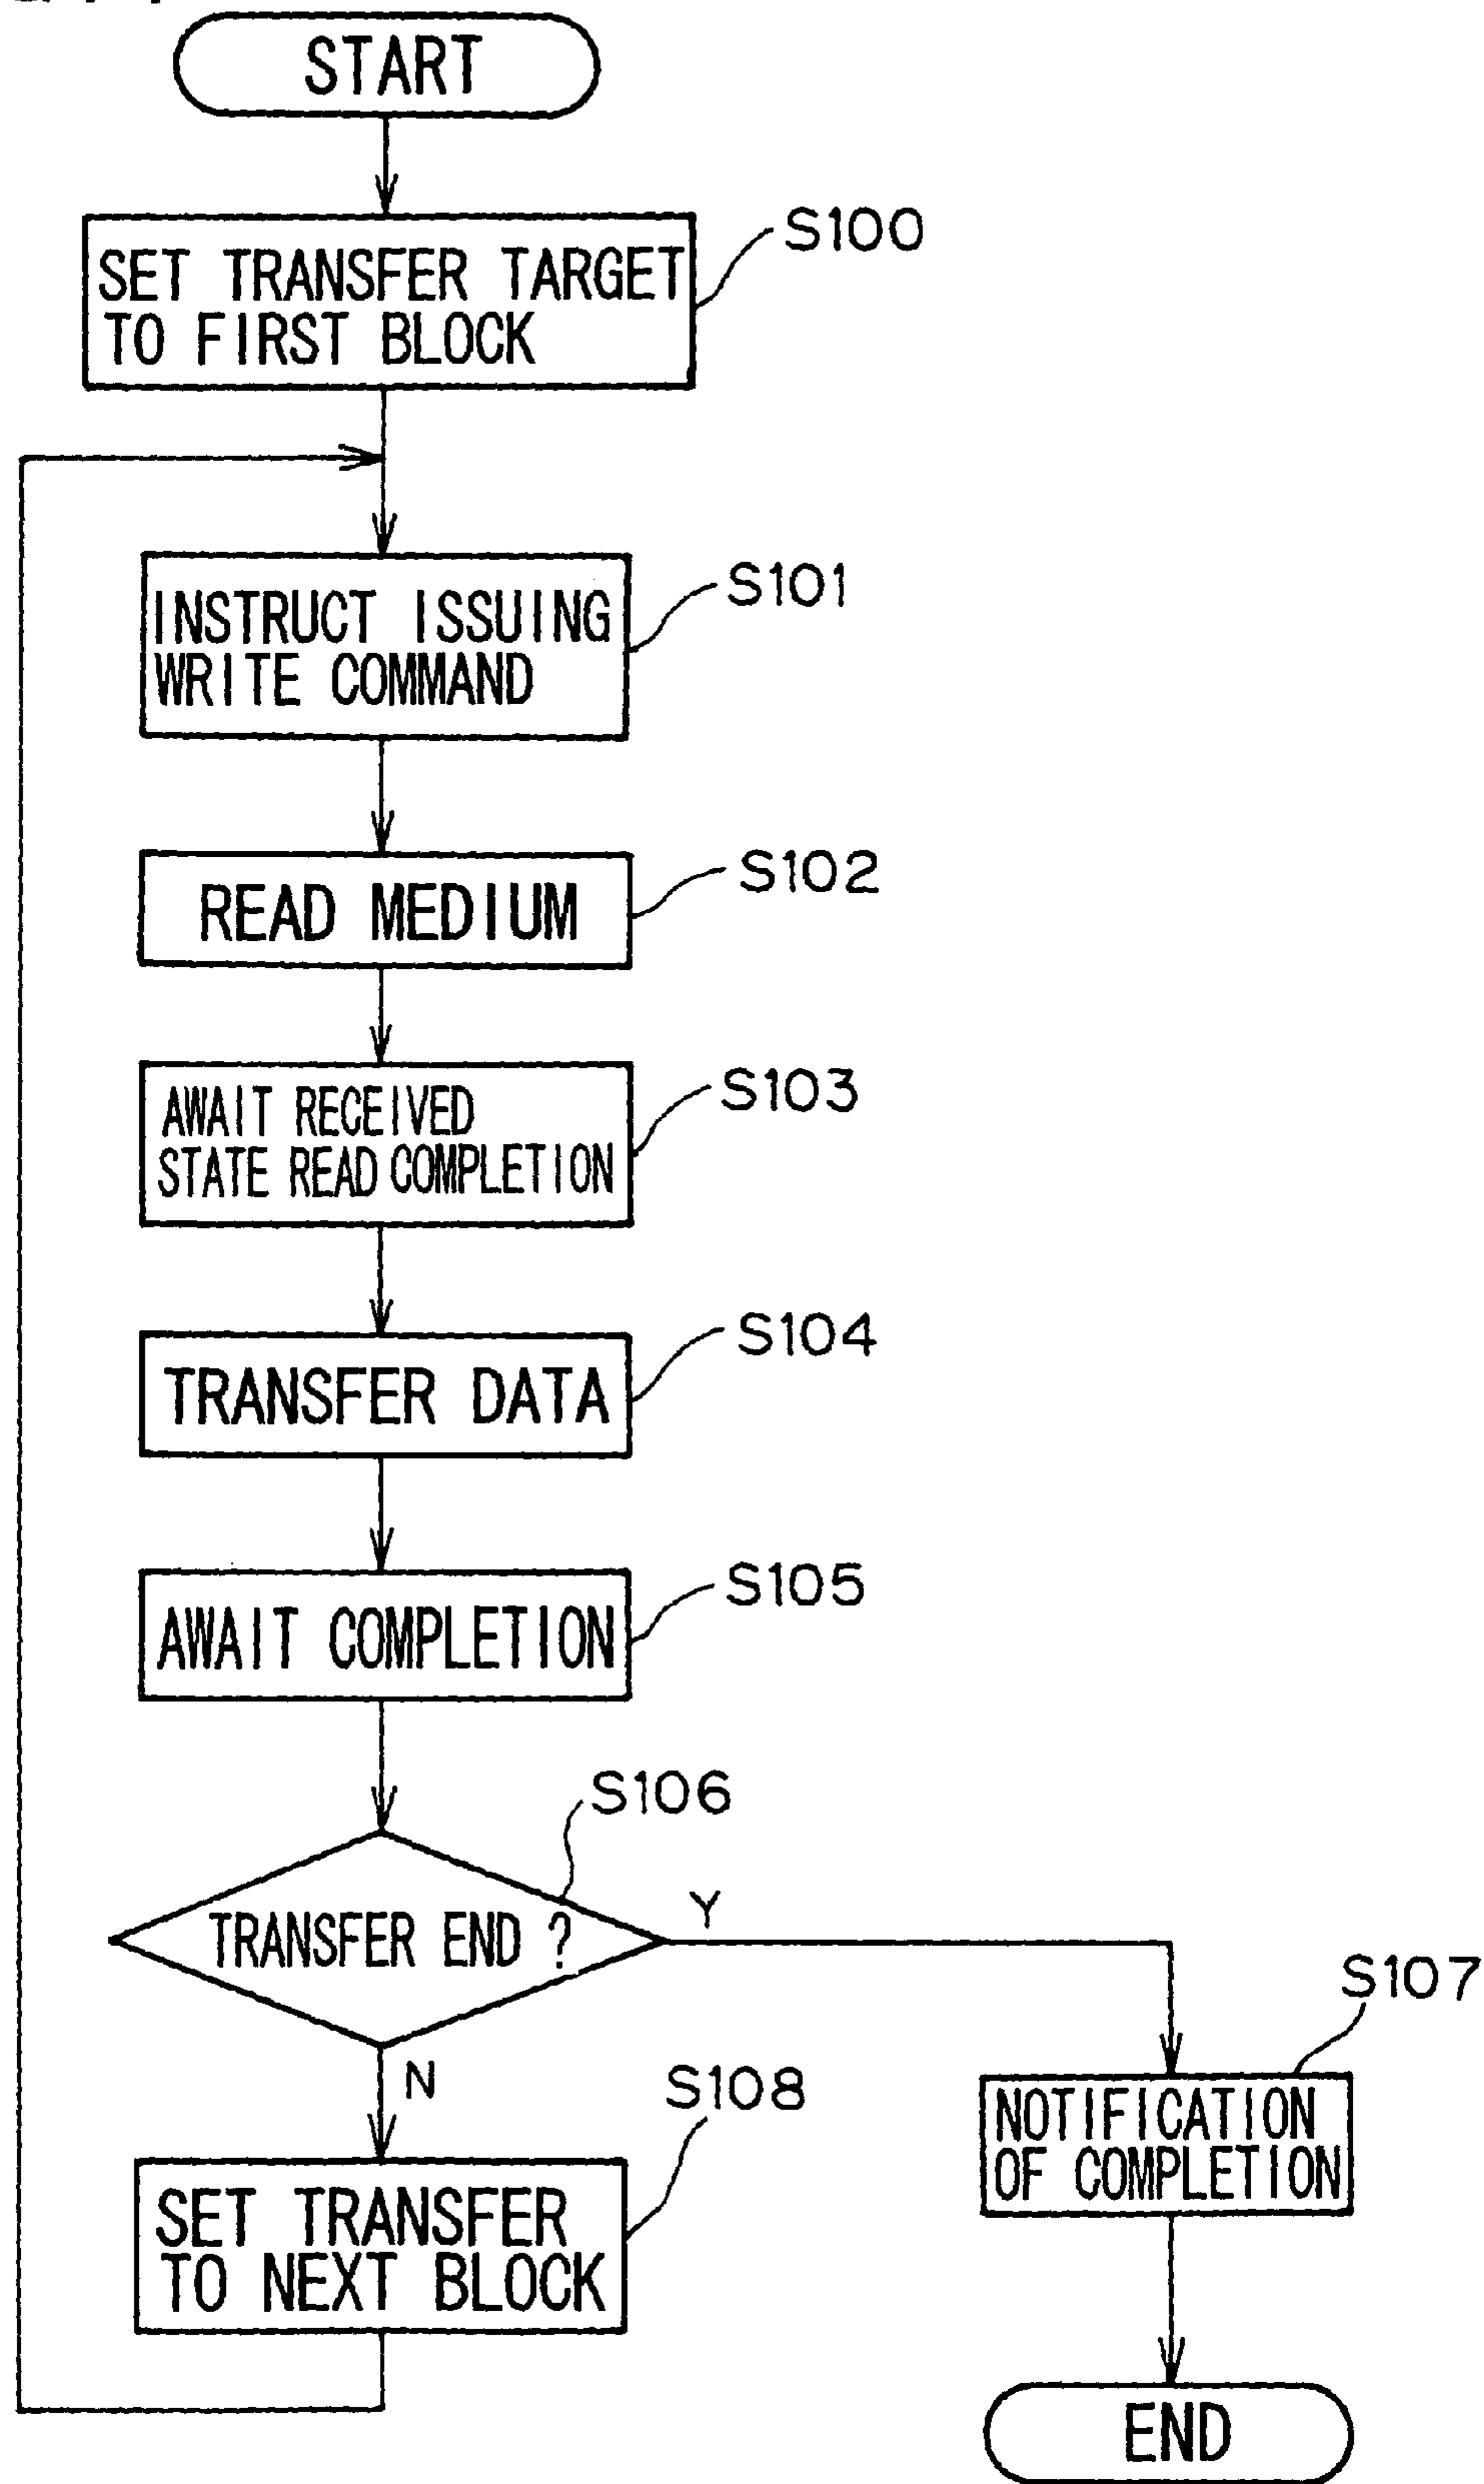 START
S100
SET TRANSFER TARGET
TO FIRST BLOCK
S101
INSTRUCT ISSUING
WRITE COMMAND
S102
READ MEDIUM
S103
AWAIT RECEIVED
STATE READ COMPLETION
S104
TRANSFER DATA
S105
AWAIT COMPLETION
S106
TRANSFER END ?
Y
N
S107
NOTIFICATION
OF COMPLETION
S108
SET TRANSFER
TO NEXT BLOCK
END